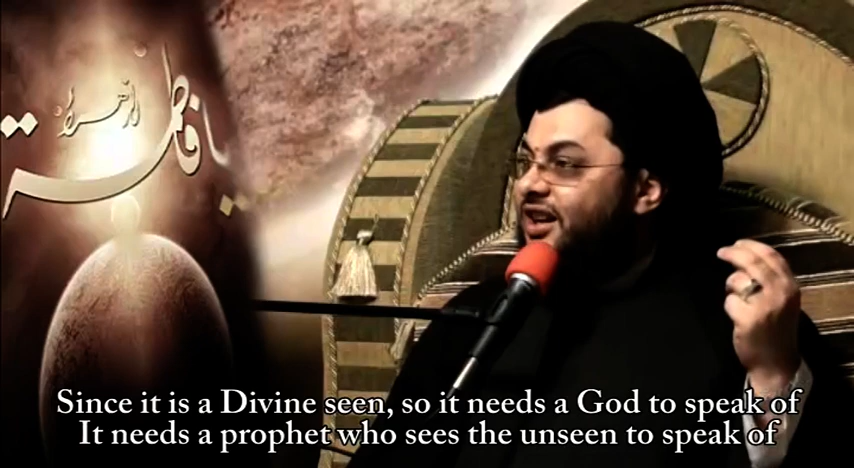 يا فاطمة
الزهراء
Since it is a Divine seen, so it needs a God to speak of
It needs a prophet who sees the unseen to speak of